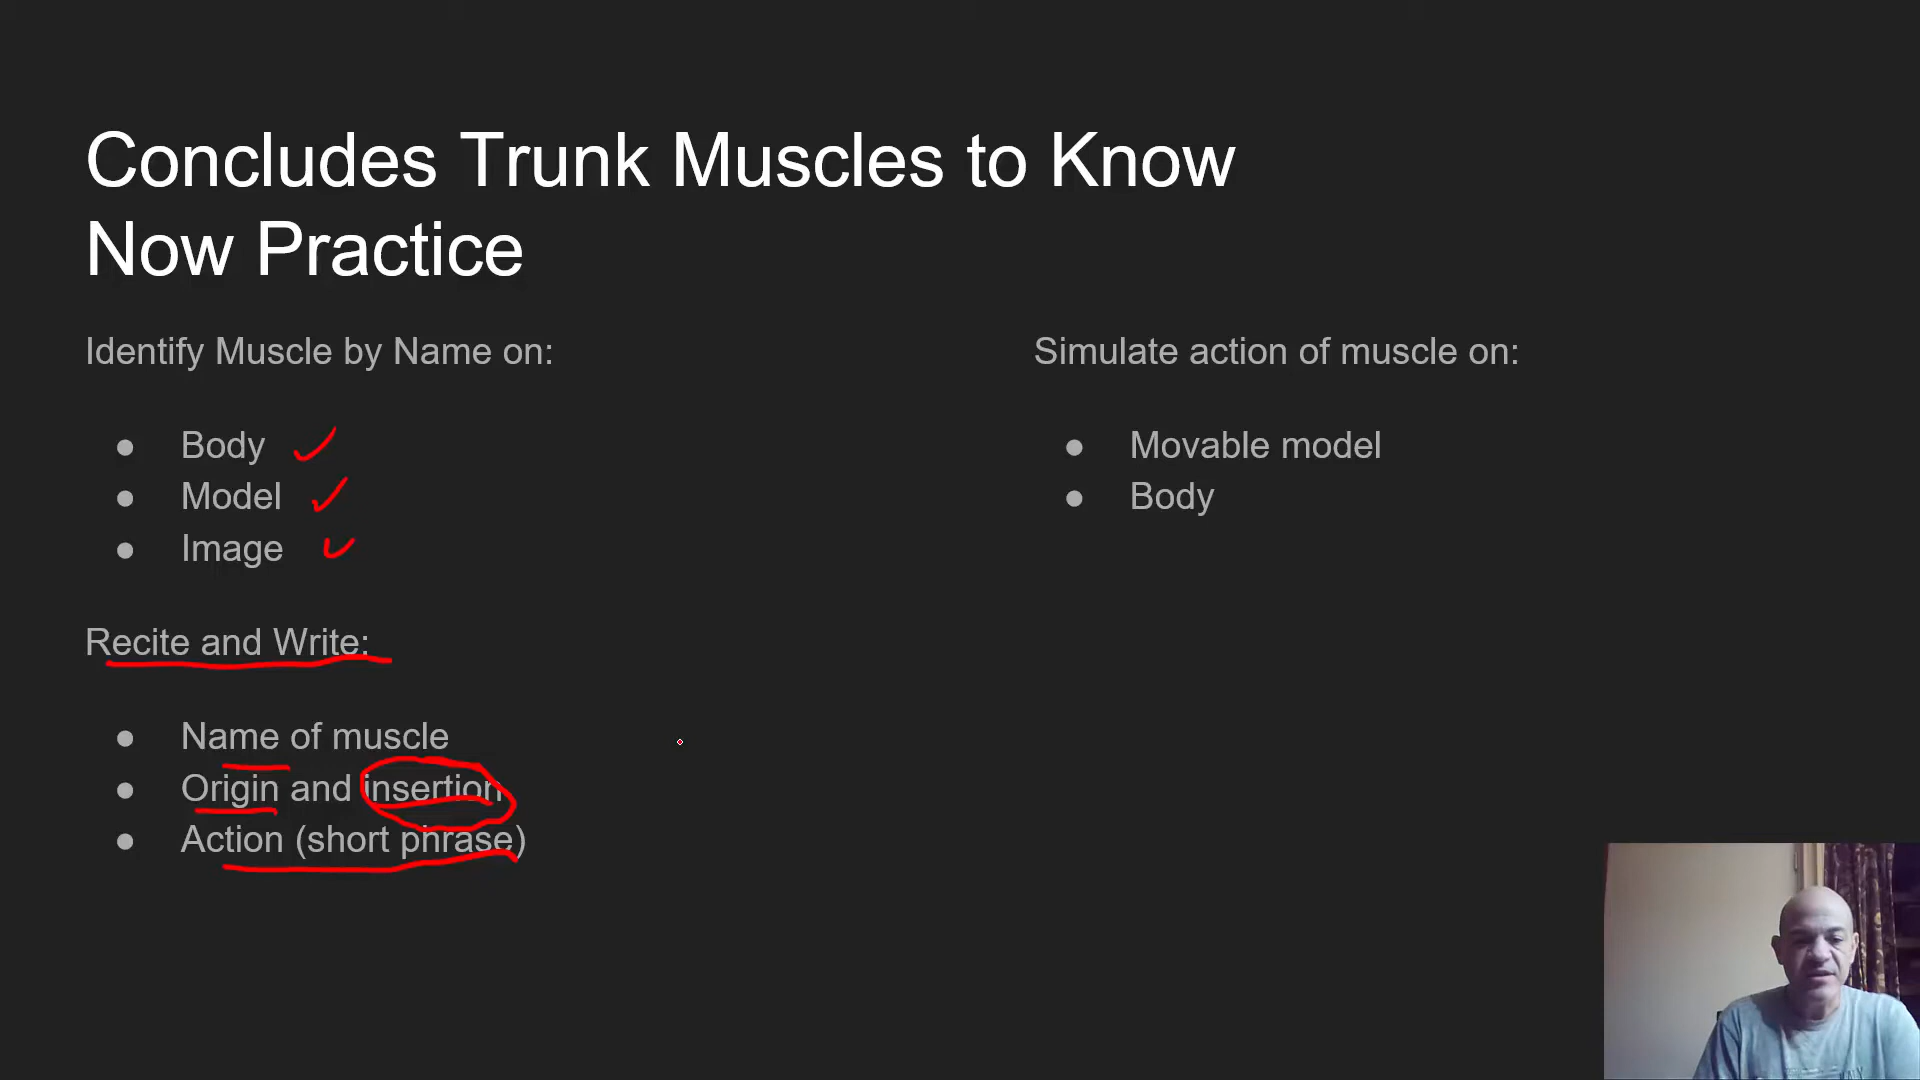 Concludes Trunk Muscles to Know
Now Practice
Identify Muscle by Name on:
● Body
● Model
● Image
Recite and Write:
● Name of muscle
● Origin and insertion
● Action (short phrase)
Simulate action of muscle on:
● Movable model
● Body